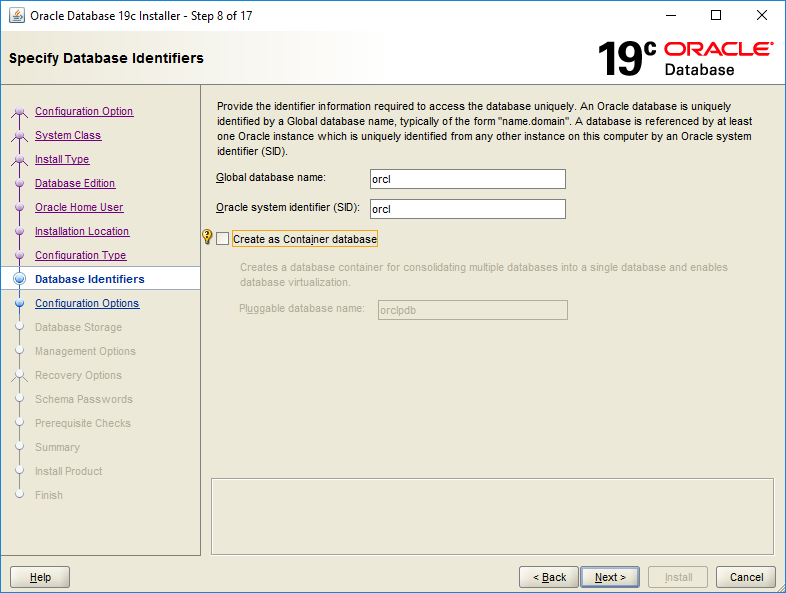 Oracle Database 19c Installer - Step 8 of 17
Specify Database Identifiers
19c ORACLE
Database
Configuration Option
System Class
Install Type
Database Edition
Oracle Home User
Installation Location
Configuration Type
Database Identifiers
Configuration Options
Database Storage
Management Options
Recovery Options
Schema Passwords
Prerequisite Checks
Summary
Install Product
Finish
Provide the identifier information required to access the database uniquely. An Oracle database is uniquely
identified by a Global database name, typically of the form "name.domain". A database is referenced by at least
one Oracle instance which is uniquely identified from any other instance on this computer by an Oracle system
identifier (SID).
Global database name: orcl
Oracle system identifier (SID): orcl
Create as Container database
Creates a database container for consolidating multiple databases into a single database and enables
database virtualization.
Pluggable database name: orclpdb
Help
< Back Next > Install Cancel